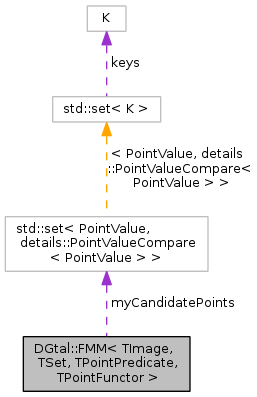 K
keys
std::set< K >
< PointValue, details
::PointValueCompare<
PointValue > >
std::set< PointValue,
details::PointValueCompare
< PointValue > >
myCandidatePoints
DGtal::FMM< TImage,
TSet, TPointPredicate,
TPointFunctor >